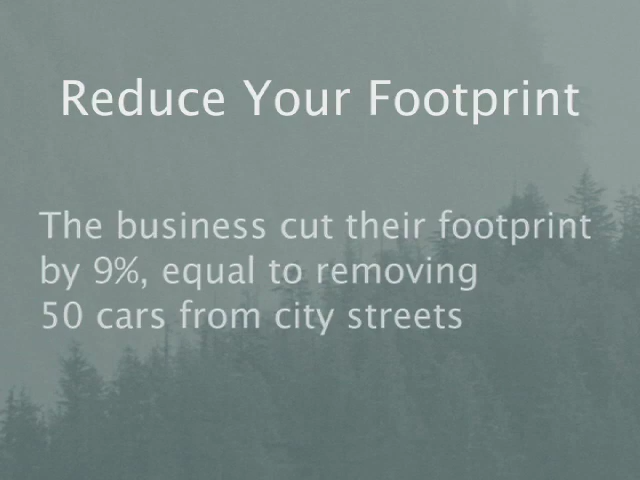 Reduce Your Footprint
The business cut their footprint
by 9%, equal to removing
50 cars from city streets